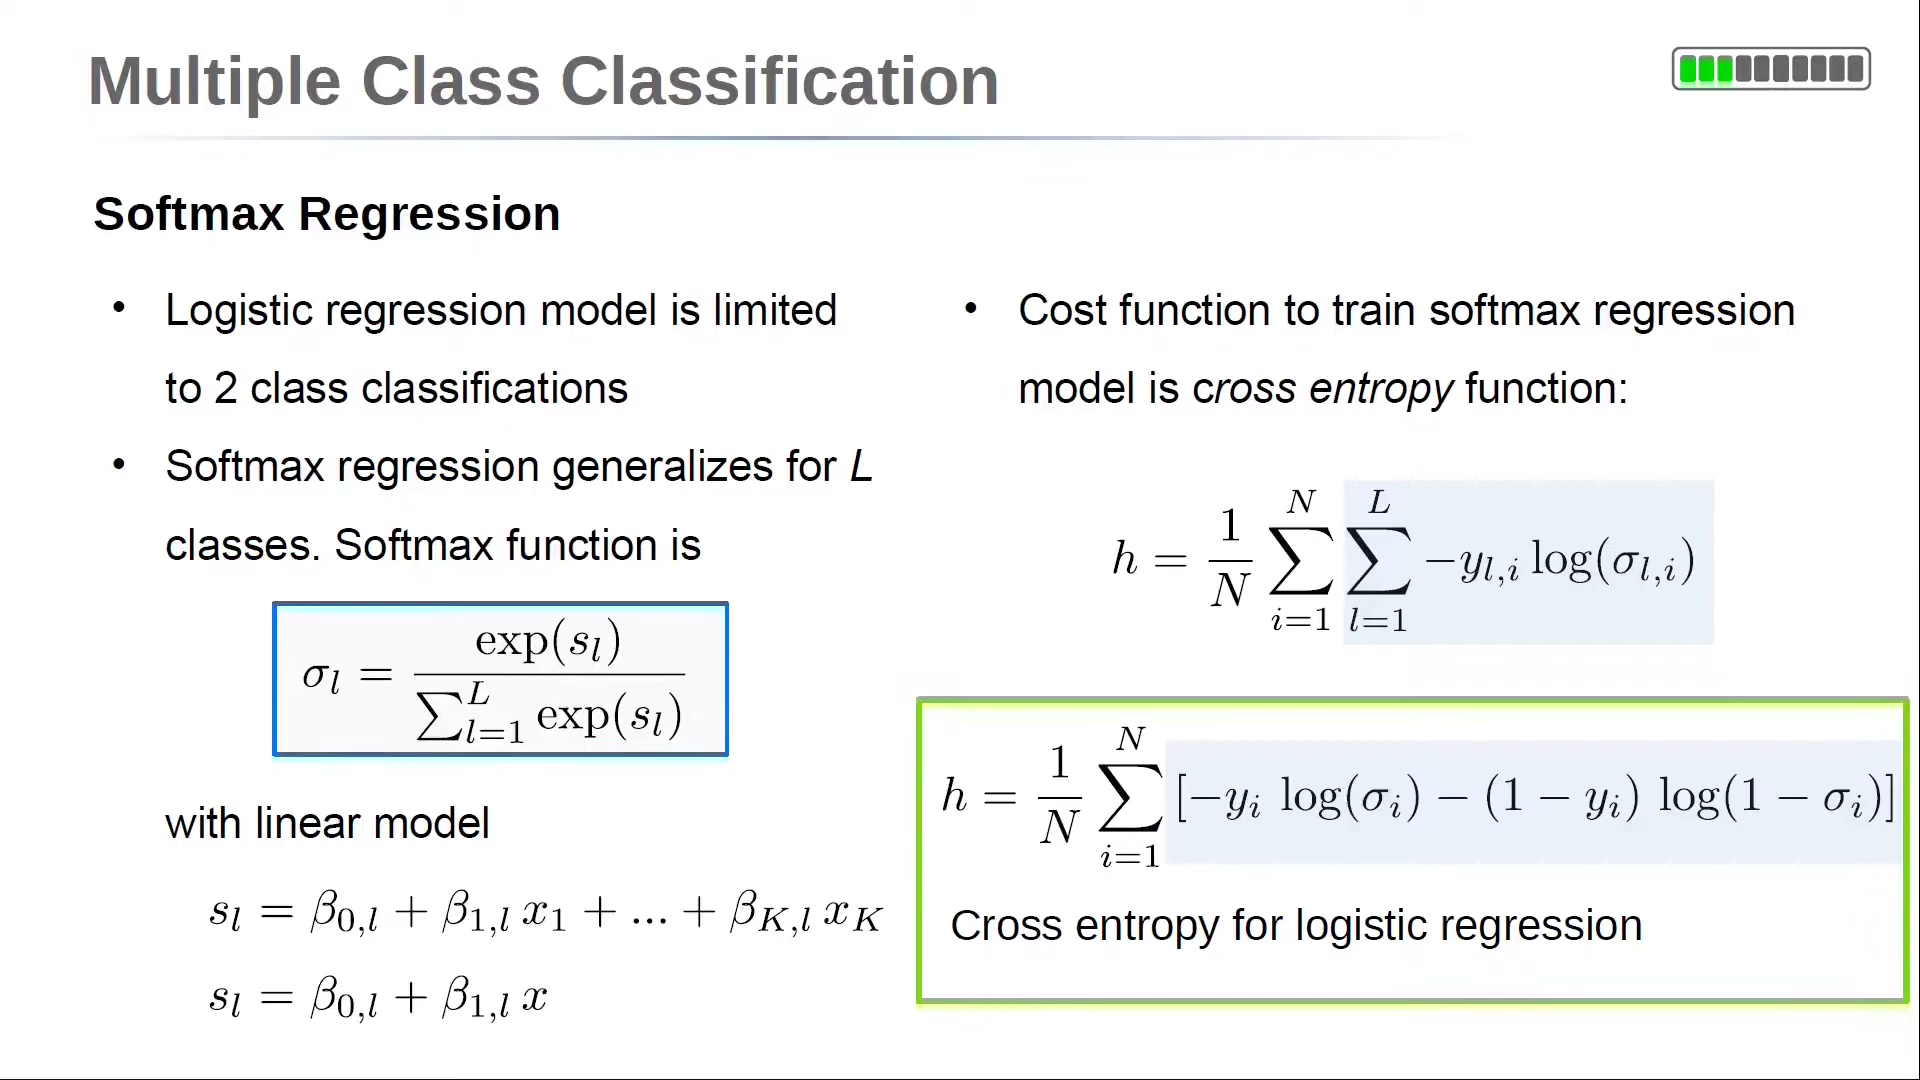 Multiple Class Classification
Softmax Regression
• Logistic regression model is limited
to 2 class classifications
• Softmax regression generalizes for L
classes. Softmax function is
σ_l = exp(s_l) / ∑_{l=1}^{L} exp(s_l)
with linear model
s_l = β_{0,l} + β_{1,l} x_1 + ... + β_{K,l} x_K
s_l = β_{0,l} + β_{1,l} x
• Cost function to train softmax regression
model is cross entropy function:
h = 1/N ∑_{i=1}^{N} ∑_{l=1}^{L} −y_{l,i} log(σ_{l,i})
h = 1/N ∑_{i=1}^{N} [−y_i log(σ_i) − (1 − y_i) log(1 − σ_i)]
Cross entropy for logistic regression